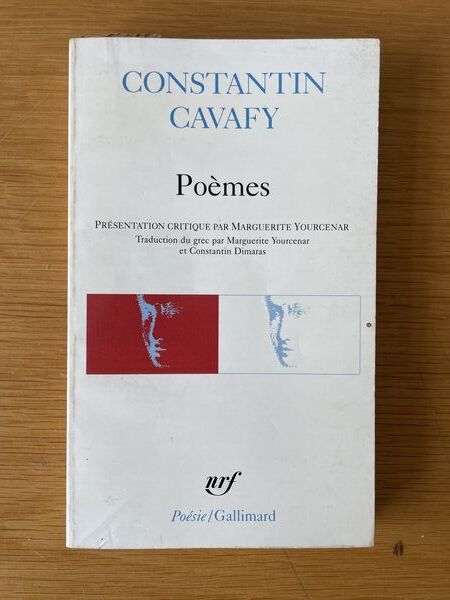 CONSTANTIN
CAVAFY
Poèmes
PRÉSENTATION CRITIQUE PAR MARGUERITE YOURCENAR
Traduction du grec par Marguerite Yourcenar
et Constantin Dimaras
nrf
Poésie/Gallimard